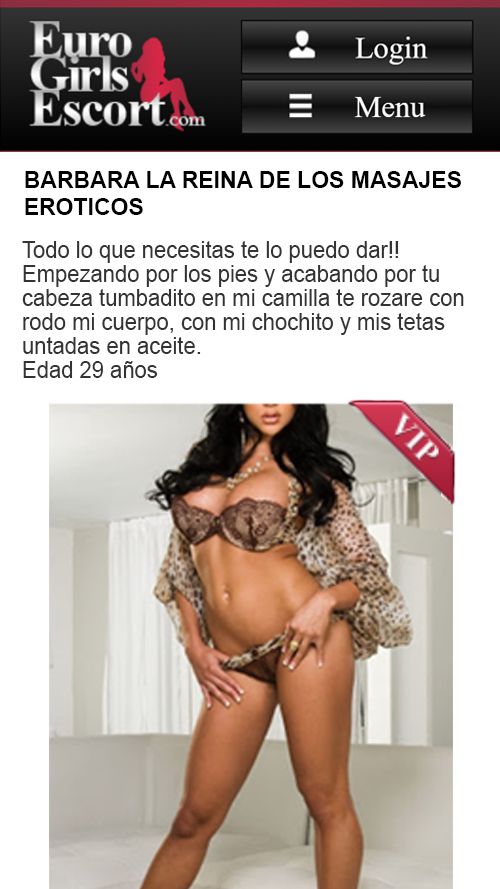 Euro
Girls
Escort.com
Login
Menu
BARBARA LA REINA DE LOS MASAJES
EROTICOS
Todo lo que necesitas te lo puedo dar!!
Empezando por los pies y acabando por tu
cabeza tumbadito en mi camilla te rozare con
rodo mi cuerpo, con mi chochito y mis tetas
untadas en aceite.
Edad 29 años
VIP